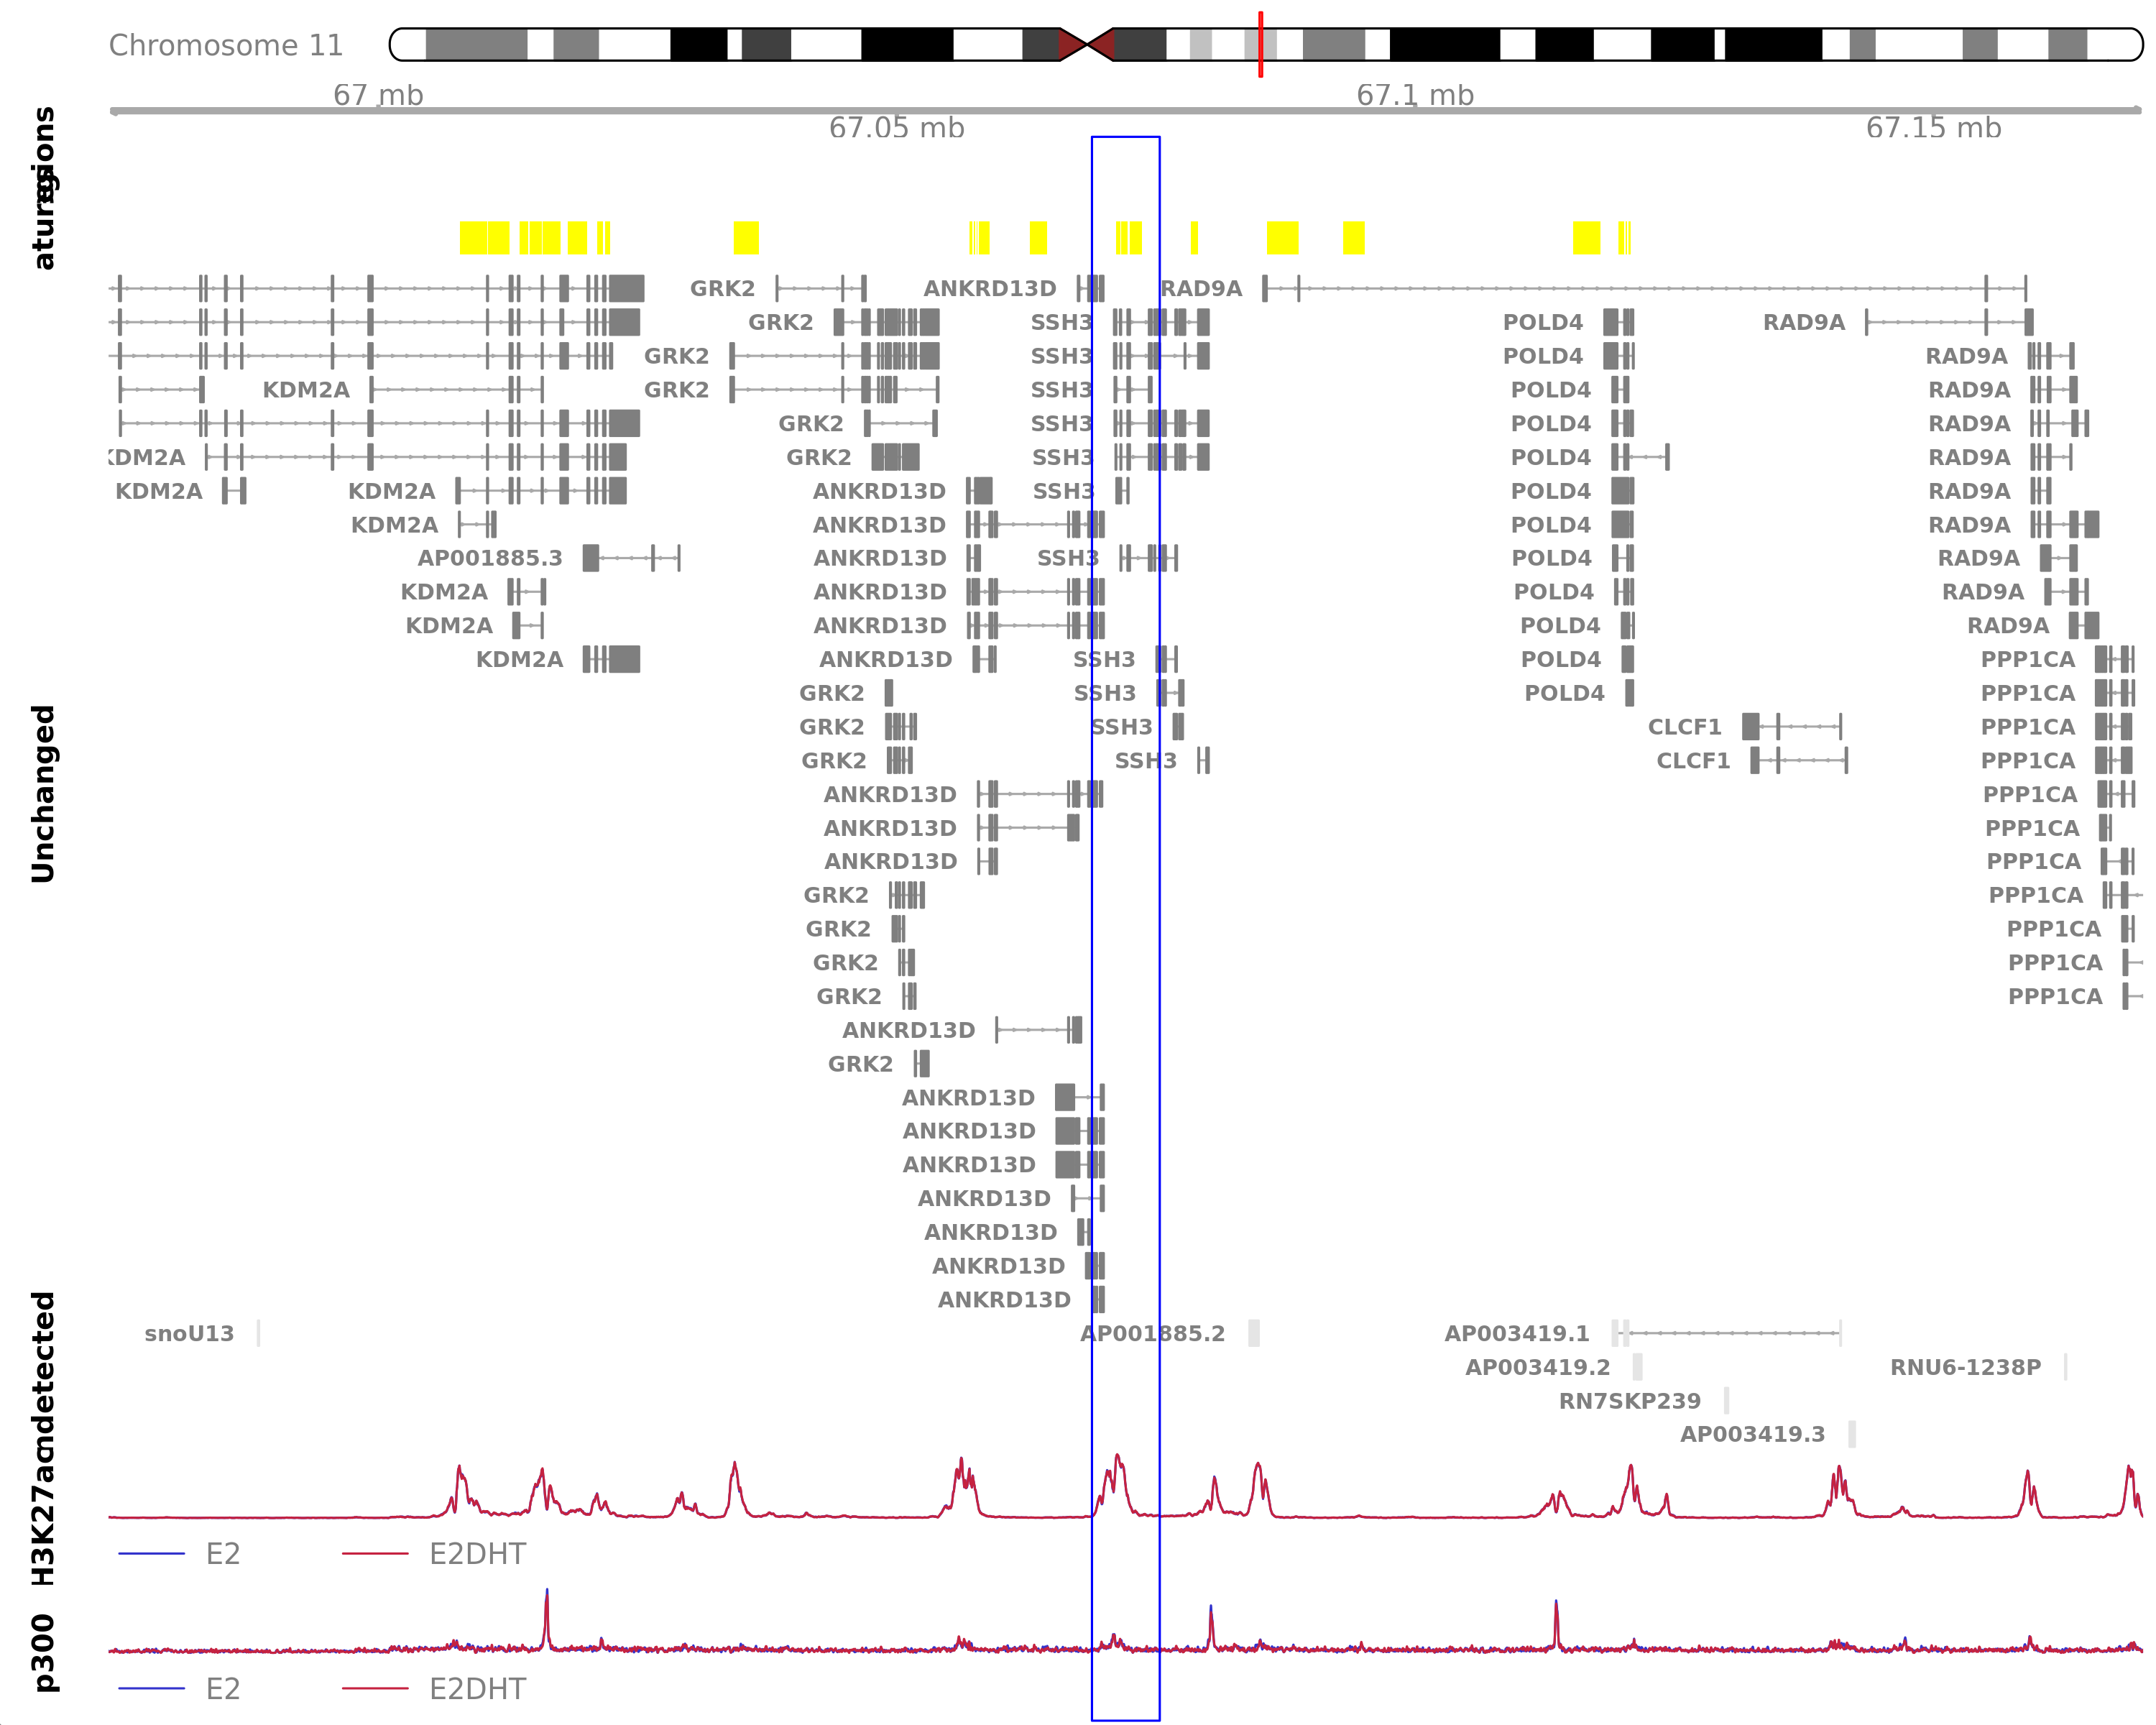 Chromosome 11
67 mb
67.1 mb
67.05 mb
67.15 mb
GRK2 ANKRD13D RAD9A
GRK2 SSH3 POLD4 RAD9A
GRK2 SSH3 POLD4 RAD9A
KDM2A GRK2 SSH3 POLD4 RAD9A
GRK2 SSH3 POLD4 RAD9A
KDM2A GRK2 SSH3 POLD4 RAD9A
KDM2A KDM2A ANKRD13D SSH3 POLD4 RAD9A
KDM2A ANKRD13D POLD4 RAD9A
AP001885.3 ANKRD13D SSH3 POLD4 RAD9A
KDM2A ANKRD13D POLD4 RAD9A
KDM2A ANKRD13D POLD4 RAD9A
KDM2A ANKRD13D SSH3 POLD4 PPP1CA
GRK2 SSH3 POLD4 PPP1CA
GRK2 SSH3 CLCF1 PPP1CA
GRK2 SSH3 CLCF1 PPP1CA
ANKRD13D PPP1CA
ANKRD13D PPP1CA
ANKRD13D PPP1CA
GRK2 PPP1CA
GRK2 PPP1CA
GRK2 PPP1CA
GRK2 PPP1CA
ANKRD13D
GRK2
ANKRD13D
ANKRD13D
ANKRD13D
ANKRD13D
ANKRD13D
ANKRD13D
ANKRD13D
Unchanged
snoU13 AP001885.2 AP003419.1
AP003419.2 RNU6-1238P
RN7SKP239
AP003419.3
H3K27ac
E2 E2DHT
p300
E2 E2DHT